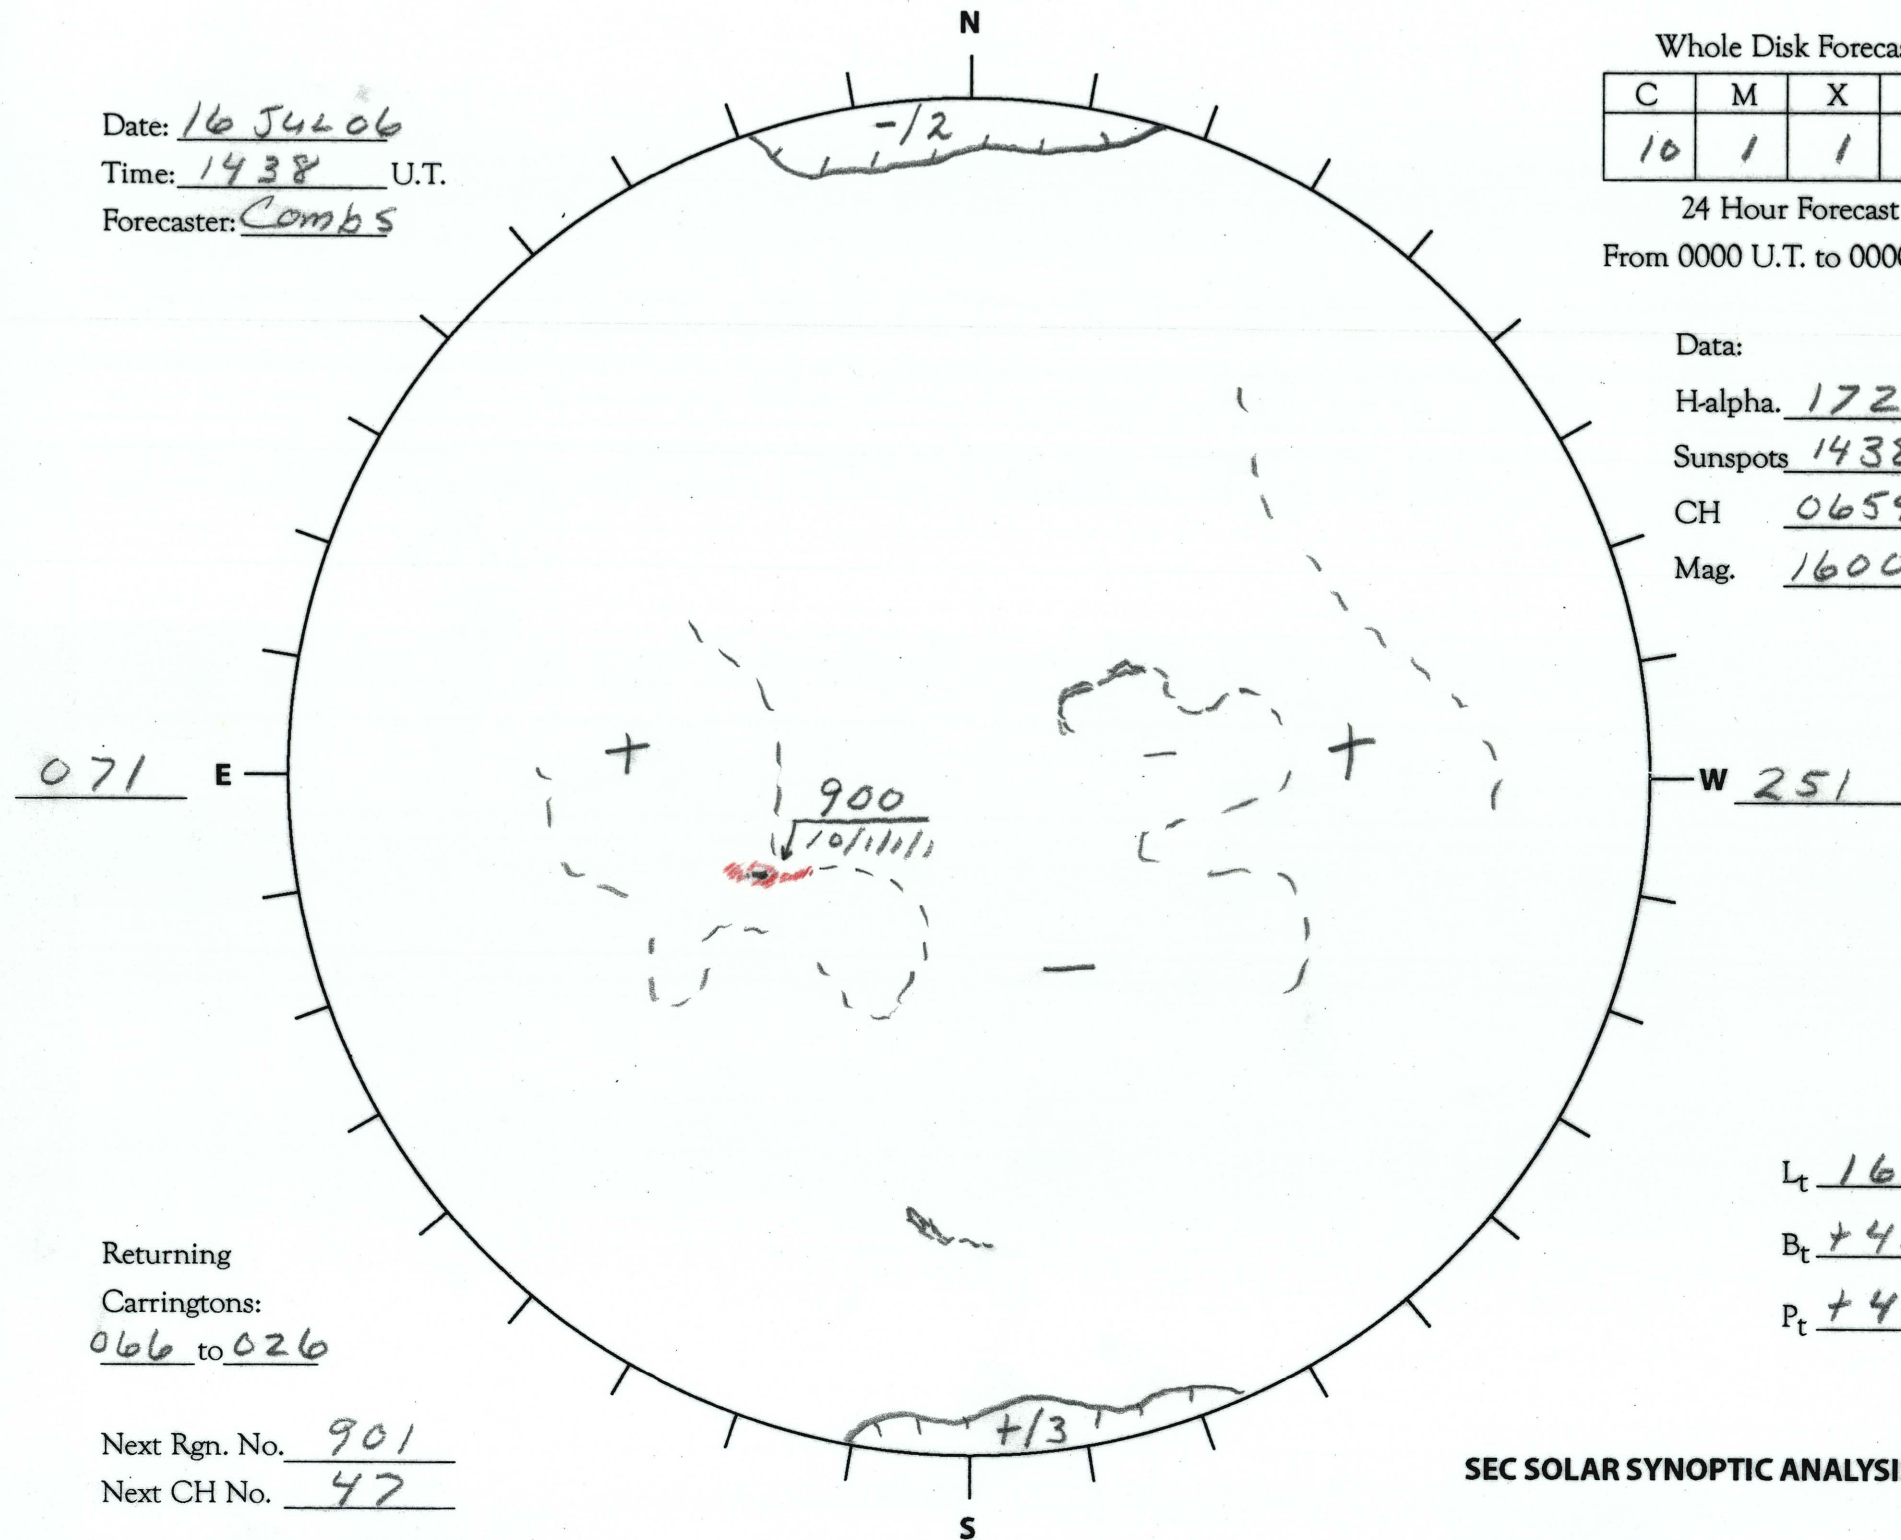 N
Whole Disk Foreca
C M X
10 1 1
24 Hour Forecast
From 0000 U.T. to 000
Date: 16 JUL 06
Time: 1438 U.T.
Forecaster: Combs
-/2
Data:
H-alpha. 172
Sunspots 143
CH 065
Mag. 160
+ - +
071 E
W 251
900
10/1/1/1/1
-
Lt 16
Bt +4
Pt +4
Returning
Carringtons:
066 to 026
+/3
Next Rgn. No. 901
Next CH No. 47
SEC SOLAR SYNOPTIC ANALYSI
S